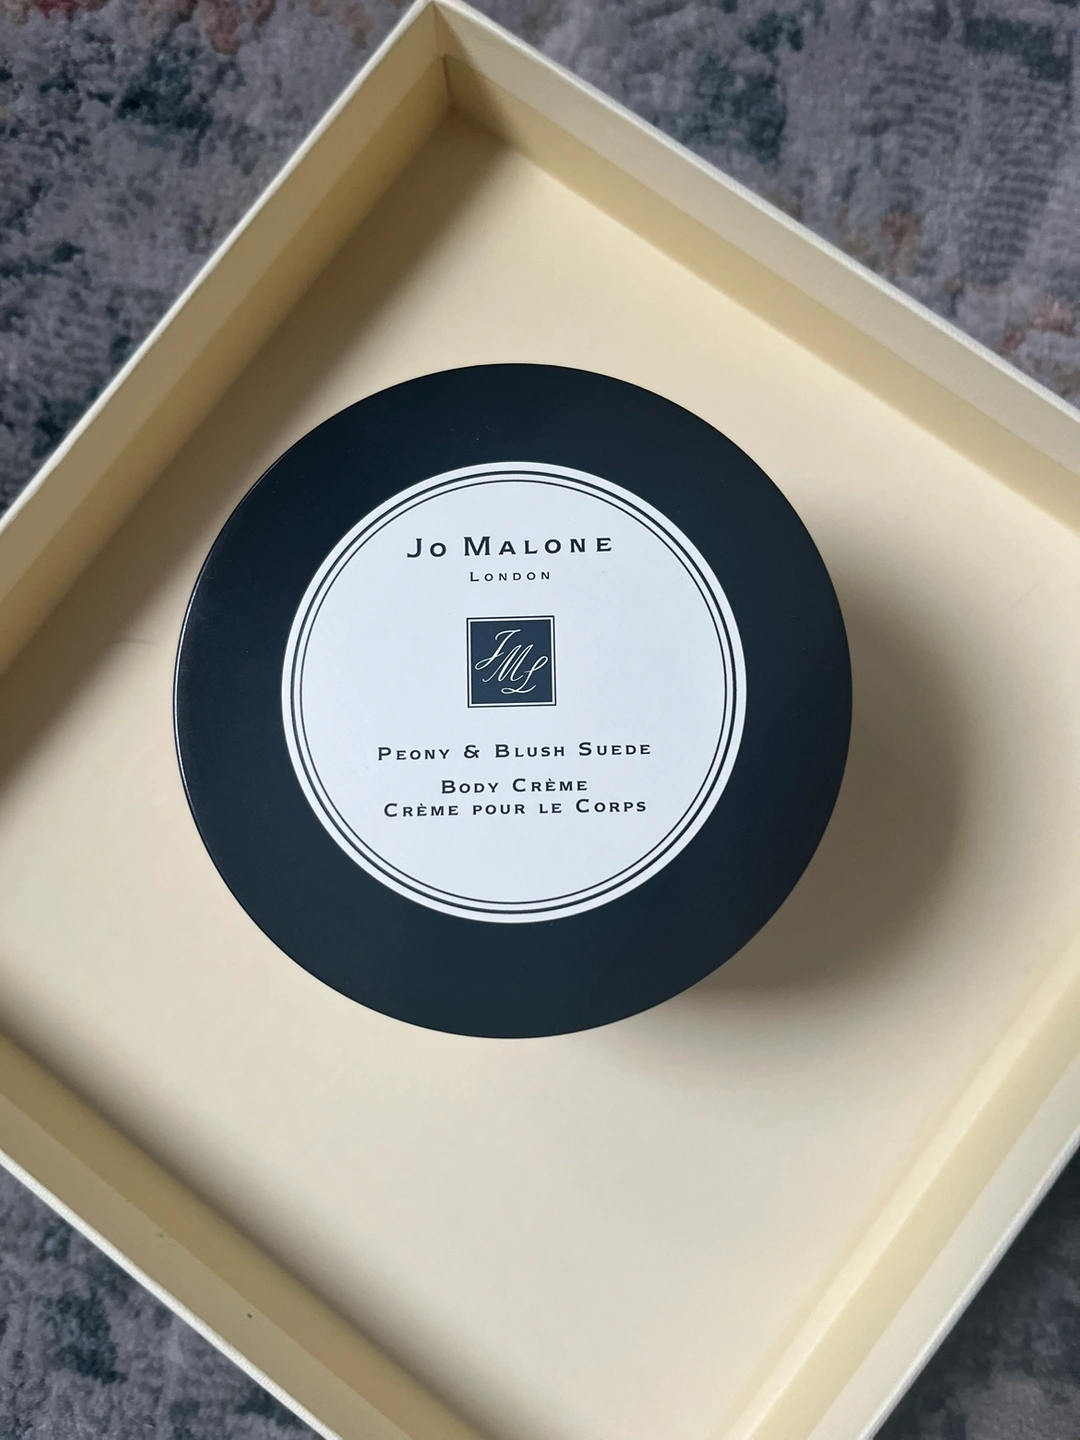 Jo Malone
London
JML
Peony & Blush Suede
Body Crème
Crème pour le Corps